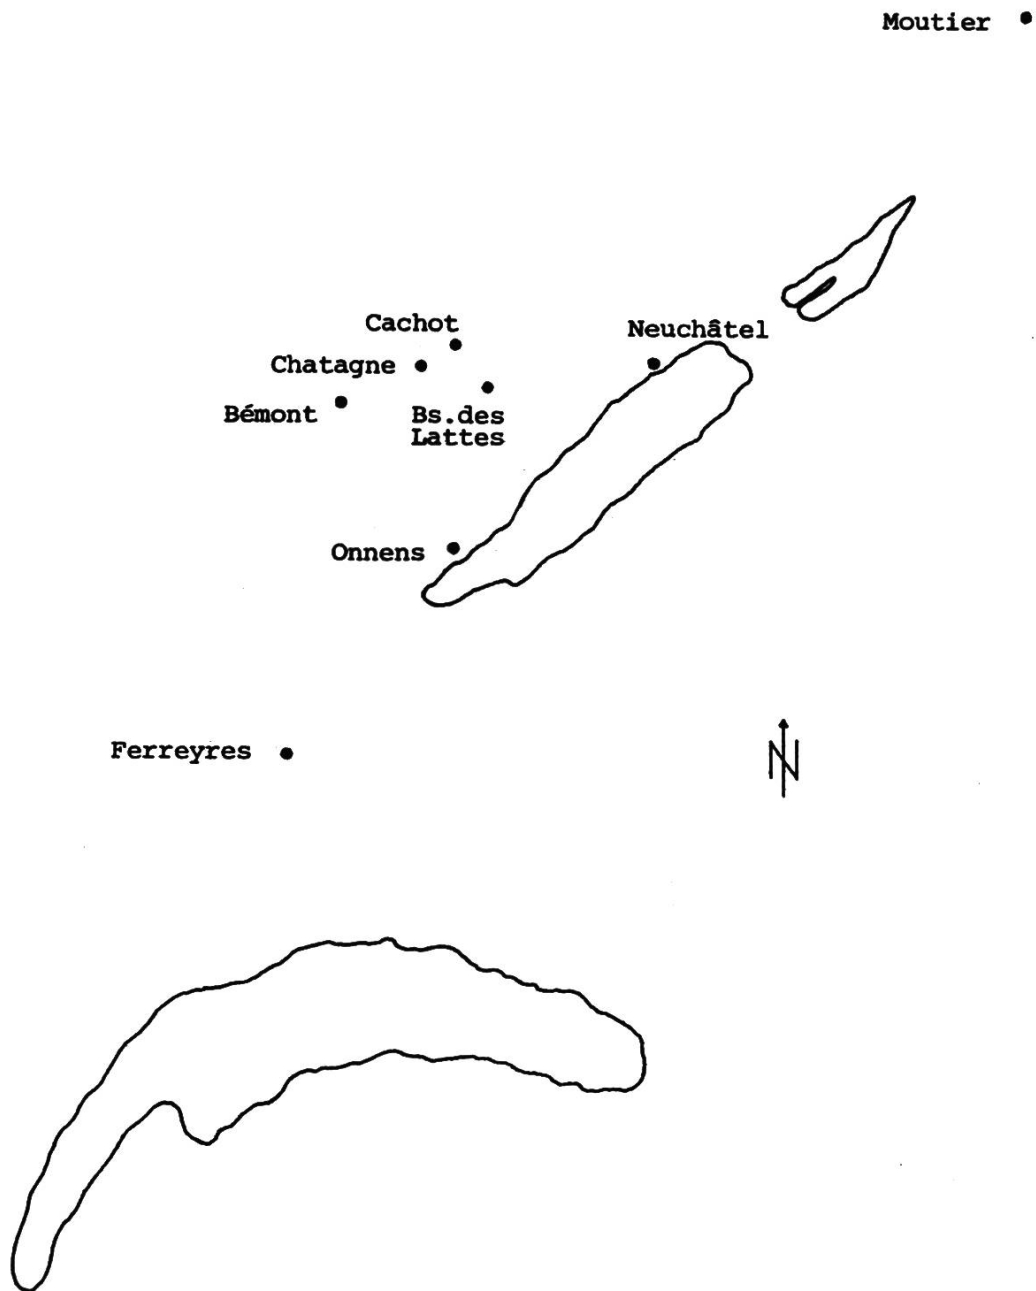 Moutier
Cachot
Neuchâtel
Chatagne
Bémont
Bs.des
Lattes
Onnens
Ferreyres
N